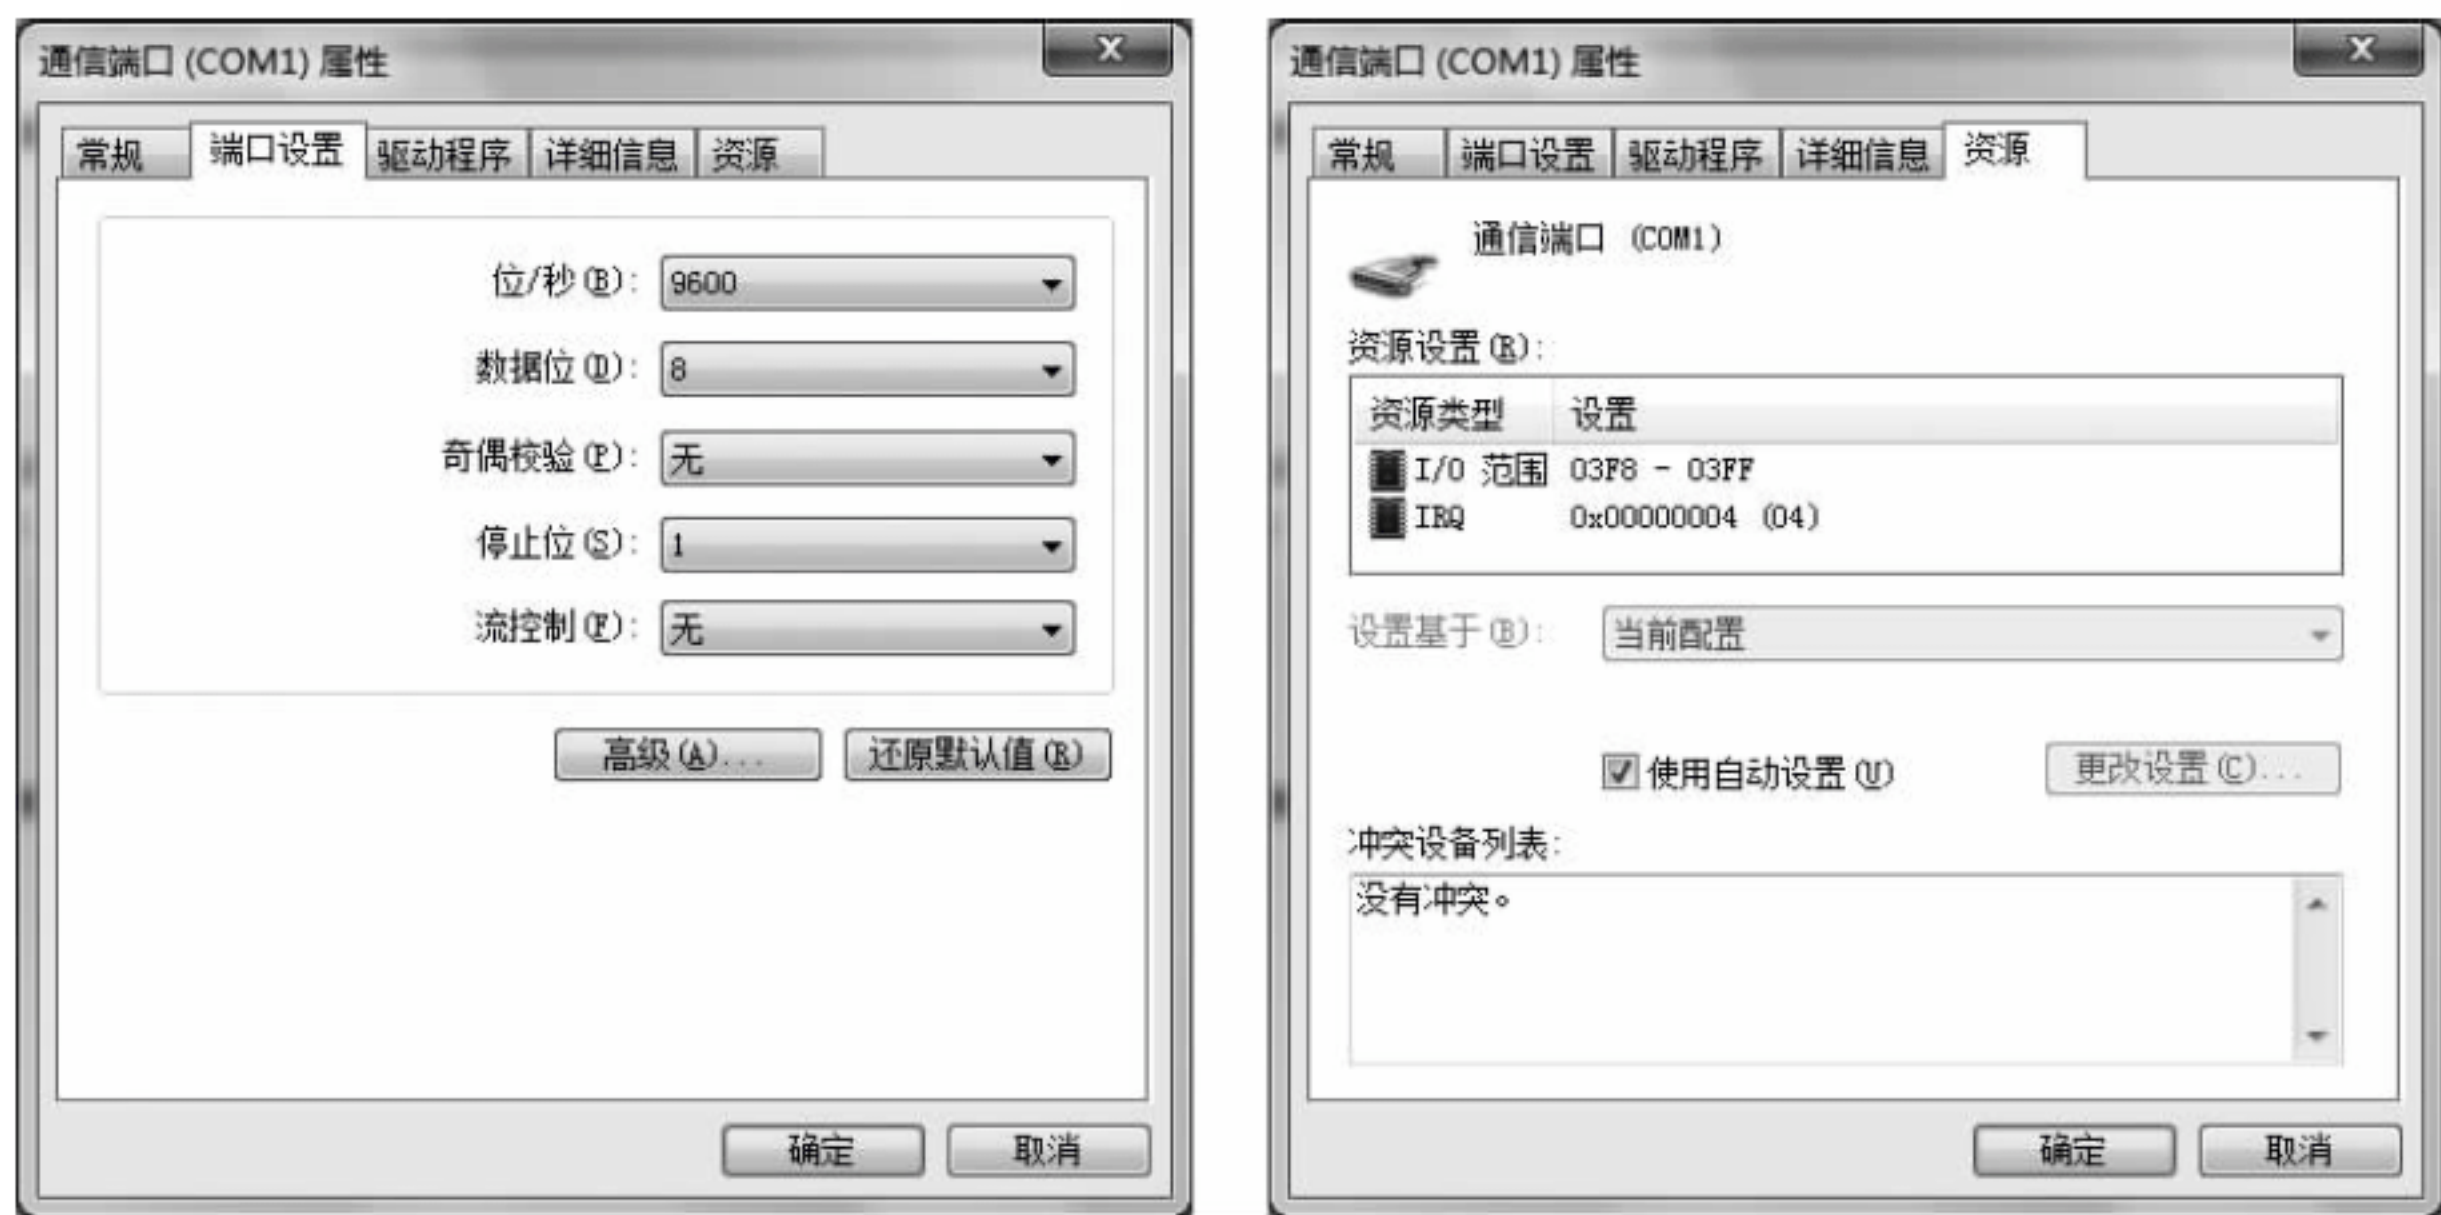 通信端口 (COM1) 属性
X
常规
端口设置
驱动程序
详细信息
资源
位/秒(B):
9600
数据位(D):
8
奇偶校验(P):
无
停止位(S):
1
流控制(F):
无
高级(A)...
还原默认值(R)
确定
取消
通信端口 (COM1) 属性
X
常规
端口设置
驱动程序
详细信息
资源
通信端口 (COM1)
资源设置(R):
资源类型 设置
I/O 范围 03F8 - 03FF
IRQ 0x00000004 (04)
设置基于(B):
当前配置
使用自动设置(U)
更改设置(C)...
冲突设备列表:
没有冲突。
确定
取消